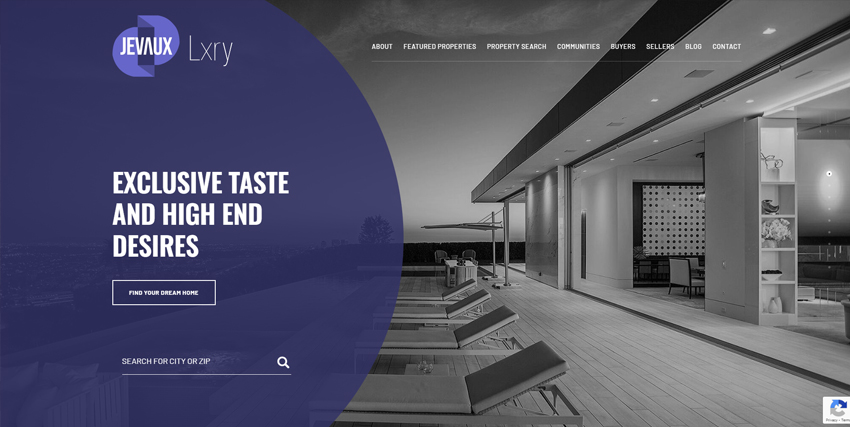 JEVAUX Lxry
ABOUT FEATURED PROPERTIES PROPERTY SEARCH COMMUNITIES BUYERS SELLERS BLOG CONTACT
EXCLUSIVE TASTE
AND HIGH END
DESIRES
FIND YOUR DREAM HOME
SEARCH FOR CITY OR ZIP
Privacy - Terms